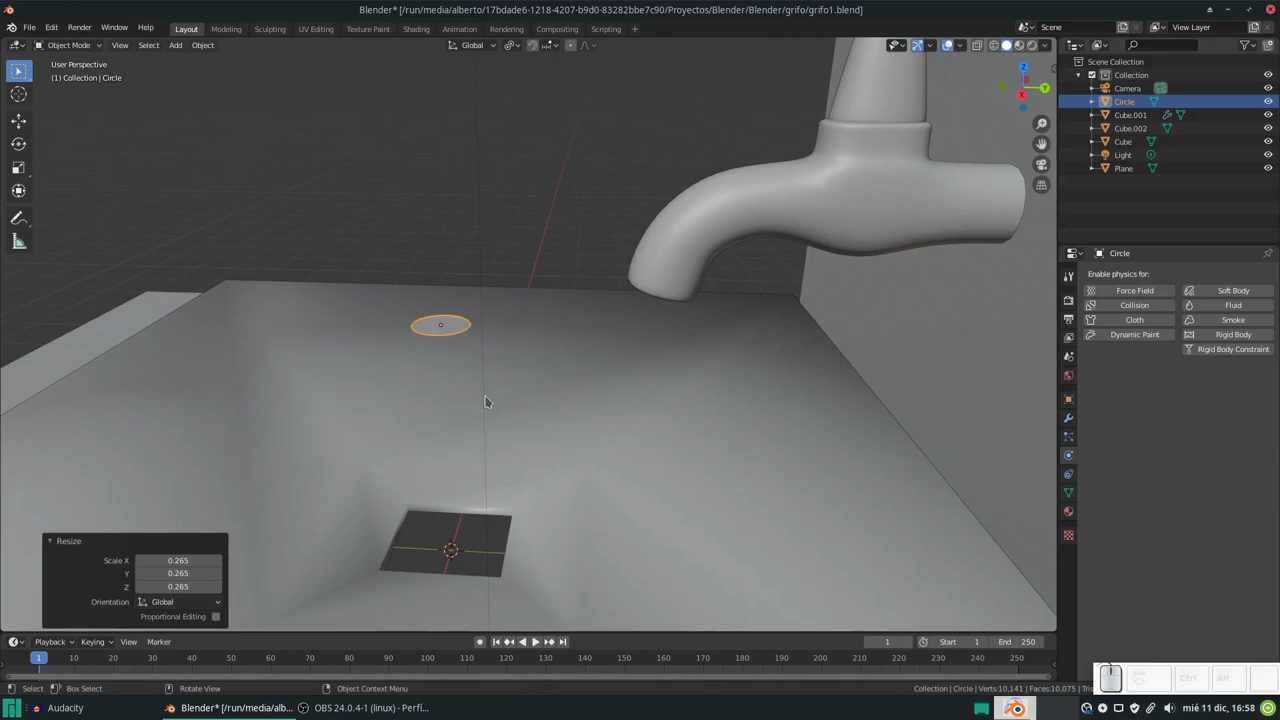 Blender* [/run/media/alberto/17bdade6-1218-4207-b9d0-83282bbe7c90/Proyectos/Blender/Blender/grifo/grifo1.blend]
File Edit Render Window Help
Layout Modeling Sculpting UV Editing Texture Paint Shading Animation Rendering Compositing Scripting
Scene
View Layer
Object Mode View Select Add Object
Global
User Perspective
(1) Collection | Circle
Z
Y
X
Scene Collection
Collection
Camera
Circle
Cube.001
Cube.002
Cube
Light
Plane
Circle
Enable physics for:
Force Field Soft Body
Collision Fluid
Cloth Smoke
Dynamic Paint Rigid Body
Rigid Body Constraint
Resize
Scale X 0.265
Y 0.265
Z 0.265
Orientation Global
Proportional Editing
Playback Keying View Marker
1 Start 1 End 250
1 10 20 30 40 50 60 70 80 90 100 110 120 130 140 150 160 170 180 190 200 210 220 230 240 250
Select Box Select Rotate View Object Context Menu
Collection | Circle | Verts:10,141 | Faces:10,075 | Tris
Ctrl Alt
Audacity
Blender* [/run/media/alb...
OBS 24.0.4-1 (linux) - Perfi...
mié 11 dic, 16:58